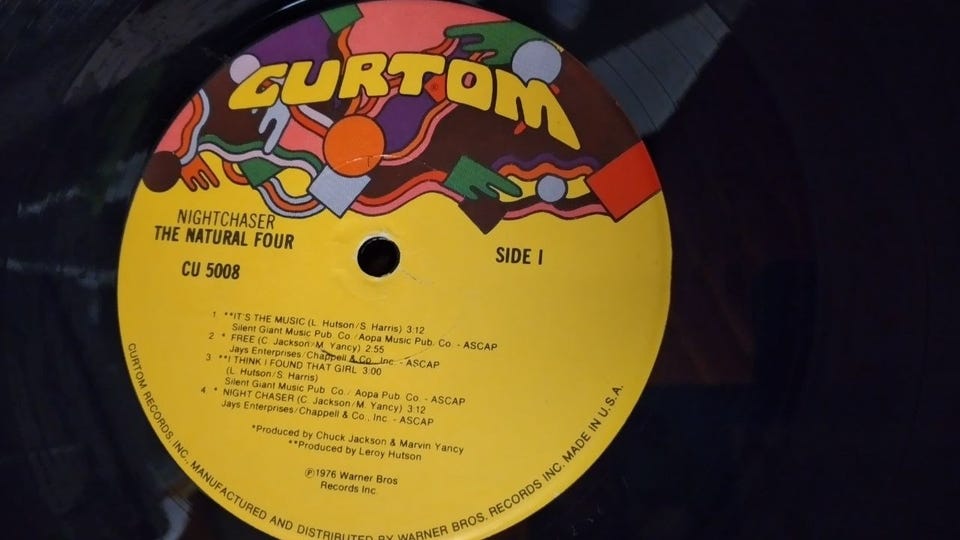 CURTOM
NIGHTCHASER
THE NATURAL FOUR
CU 5008
SIDE 1
1 **IT'S THE MUSIC (L. Hutson/S. Harris) 3:12
Silent Giant Music Pub. Co./Aopa Music Pub. Co. - ASCAP
2 * FREE (C. Jackson/M. Yancy) 2:55
Jays Enterprises/Chappell & Co., Inc. - ASCAP
3 **I THINK I FOUND THAT GIRL 3:00
(L. Hutson/S. Harris)
Silent Giant Music Pub. Co./ Aopa Pub. Co. - ASCAP
4 * NIGHT CHASER (C. Jackson/M. Yancy) 3:12
Jays Enterprises/Chappell & Co., Inc. - ASCAP
*Produced by Chuck Jackson & Marvin Yancy
**Produced by Leroy Hutson
℗1976 Warner Bros
Records Inc.
CURTOM RECORDS, INC., MANUFACTURED AND DISTRIBUTED BY WARNER BROS. RECORDS INC. MADE IN U.S.A.